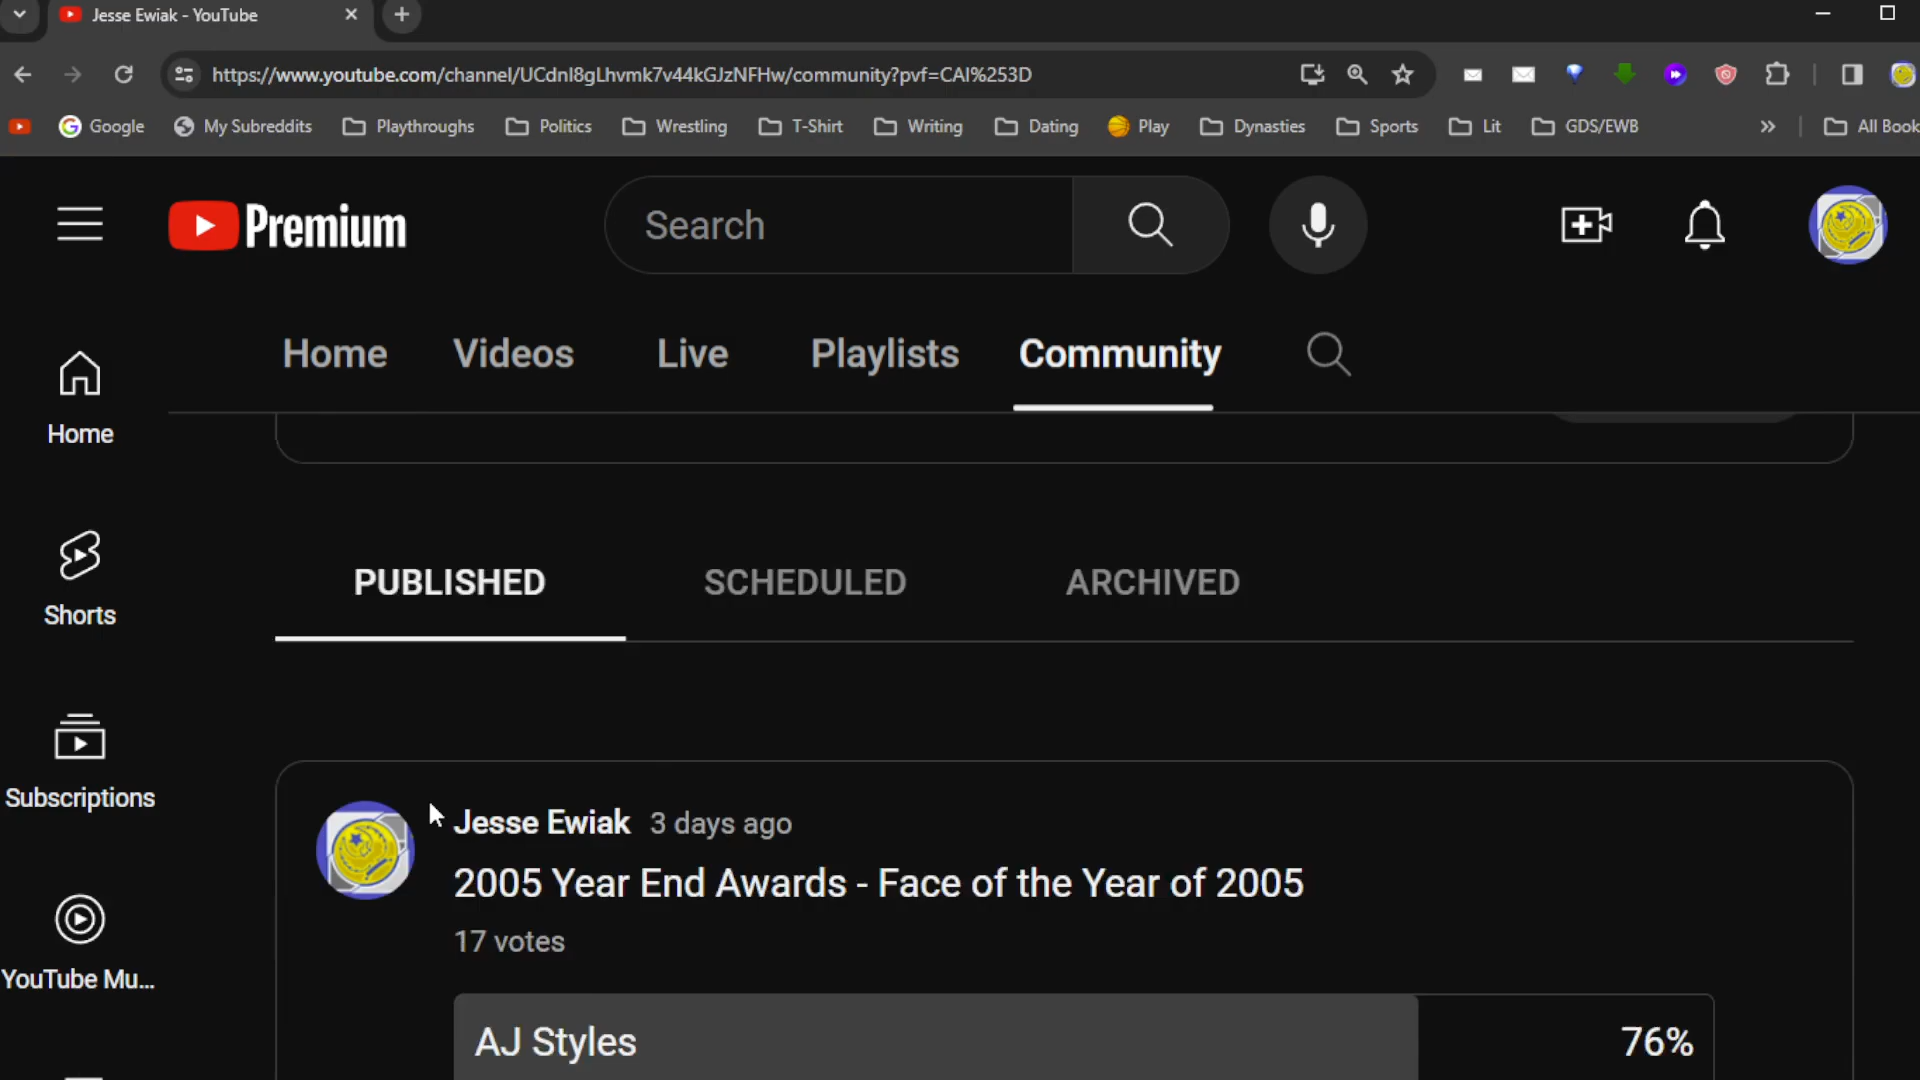 Jesse Ewiak - YouTube
https://www.youtube.com/channel/UCdnI8gLhvmk7v44kGJzNFHw/community?pvf=CAI%253D
Google My Subreddits Playthroughs Politics Wrestling T-Shirt Writing Dating Play Dynasties Sports Lit GDS/EWB » All Book
Premium Search
Home Videos Live Playlists Community
Home
PUBLISHED SCHEDULED ARCHIVED
Shorts
Subscriptions
Jesse Ewiak 3 days ago
2005 Year End Awards - Face of the Year of 2005
17 votes
YouTube Mu...
AJ Styles 76%